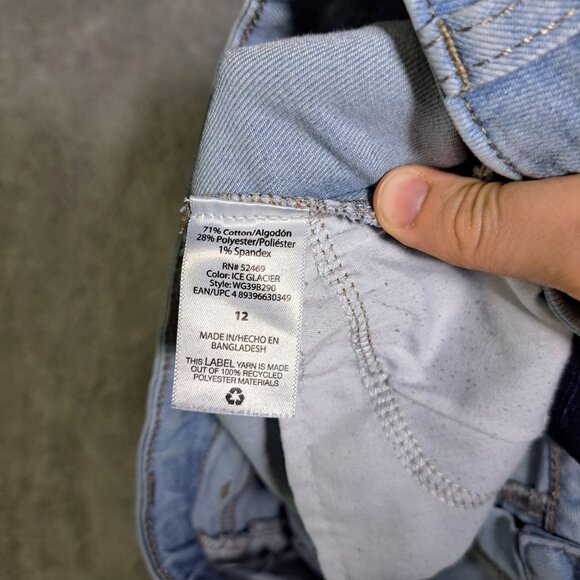 71% Cotton/Algodón
28% Polyester/Poliéster
1% Spandex
RN# 52469
Color: ICE GLACIER
Style: WG39B290
EAN/UPC 4 89396630349
12
MADE IN/HECHO EN
BANGLADESH
THIS LABEL YARN IS MADE
OUT OF 100% RECYCLED
POLYESTER MATERIALS